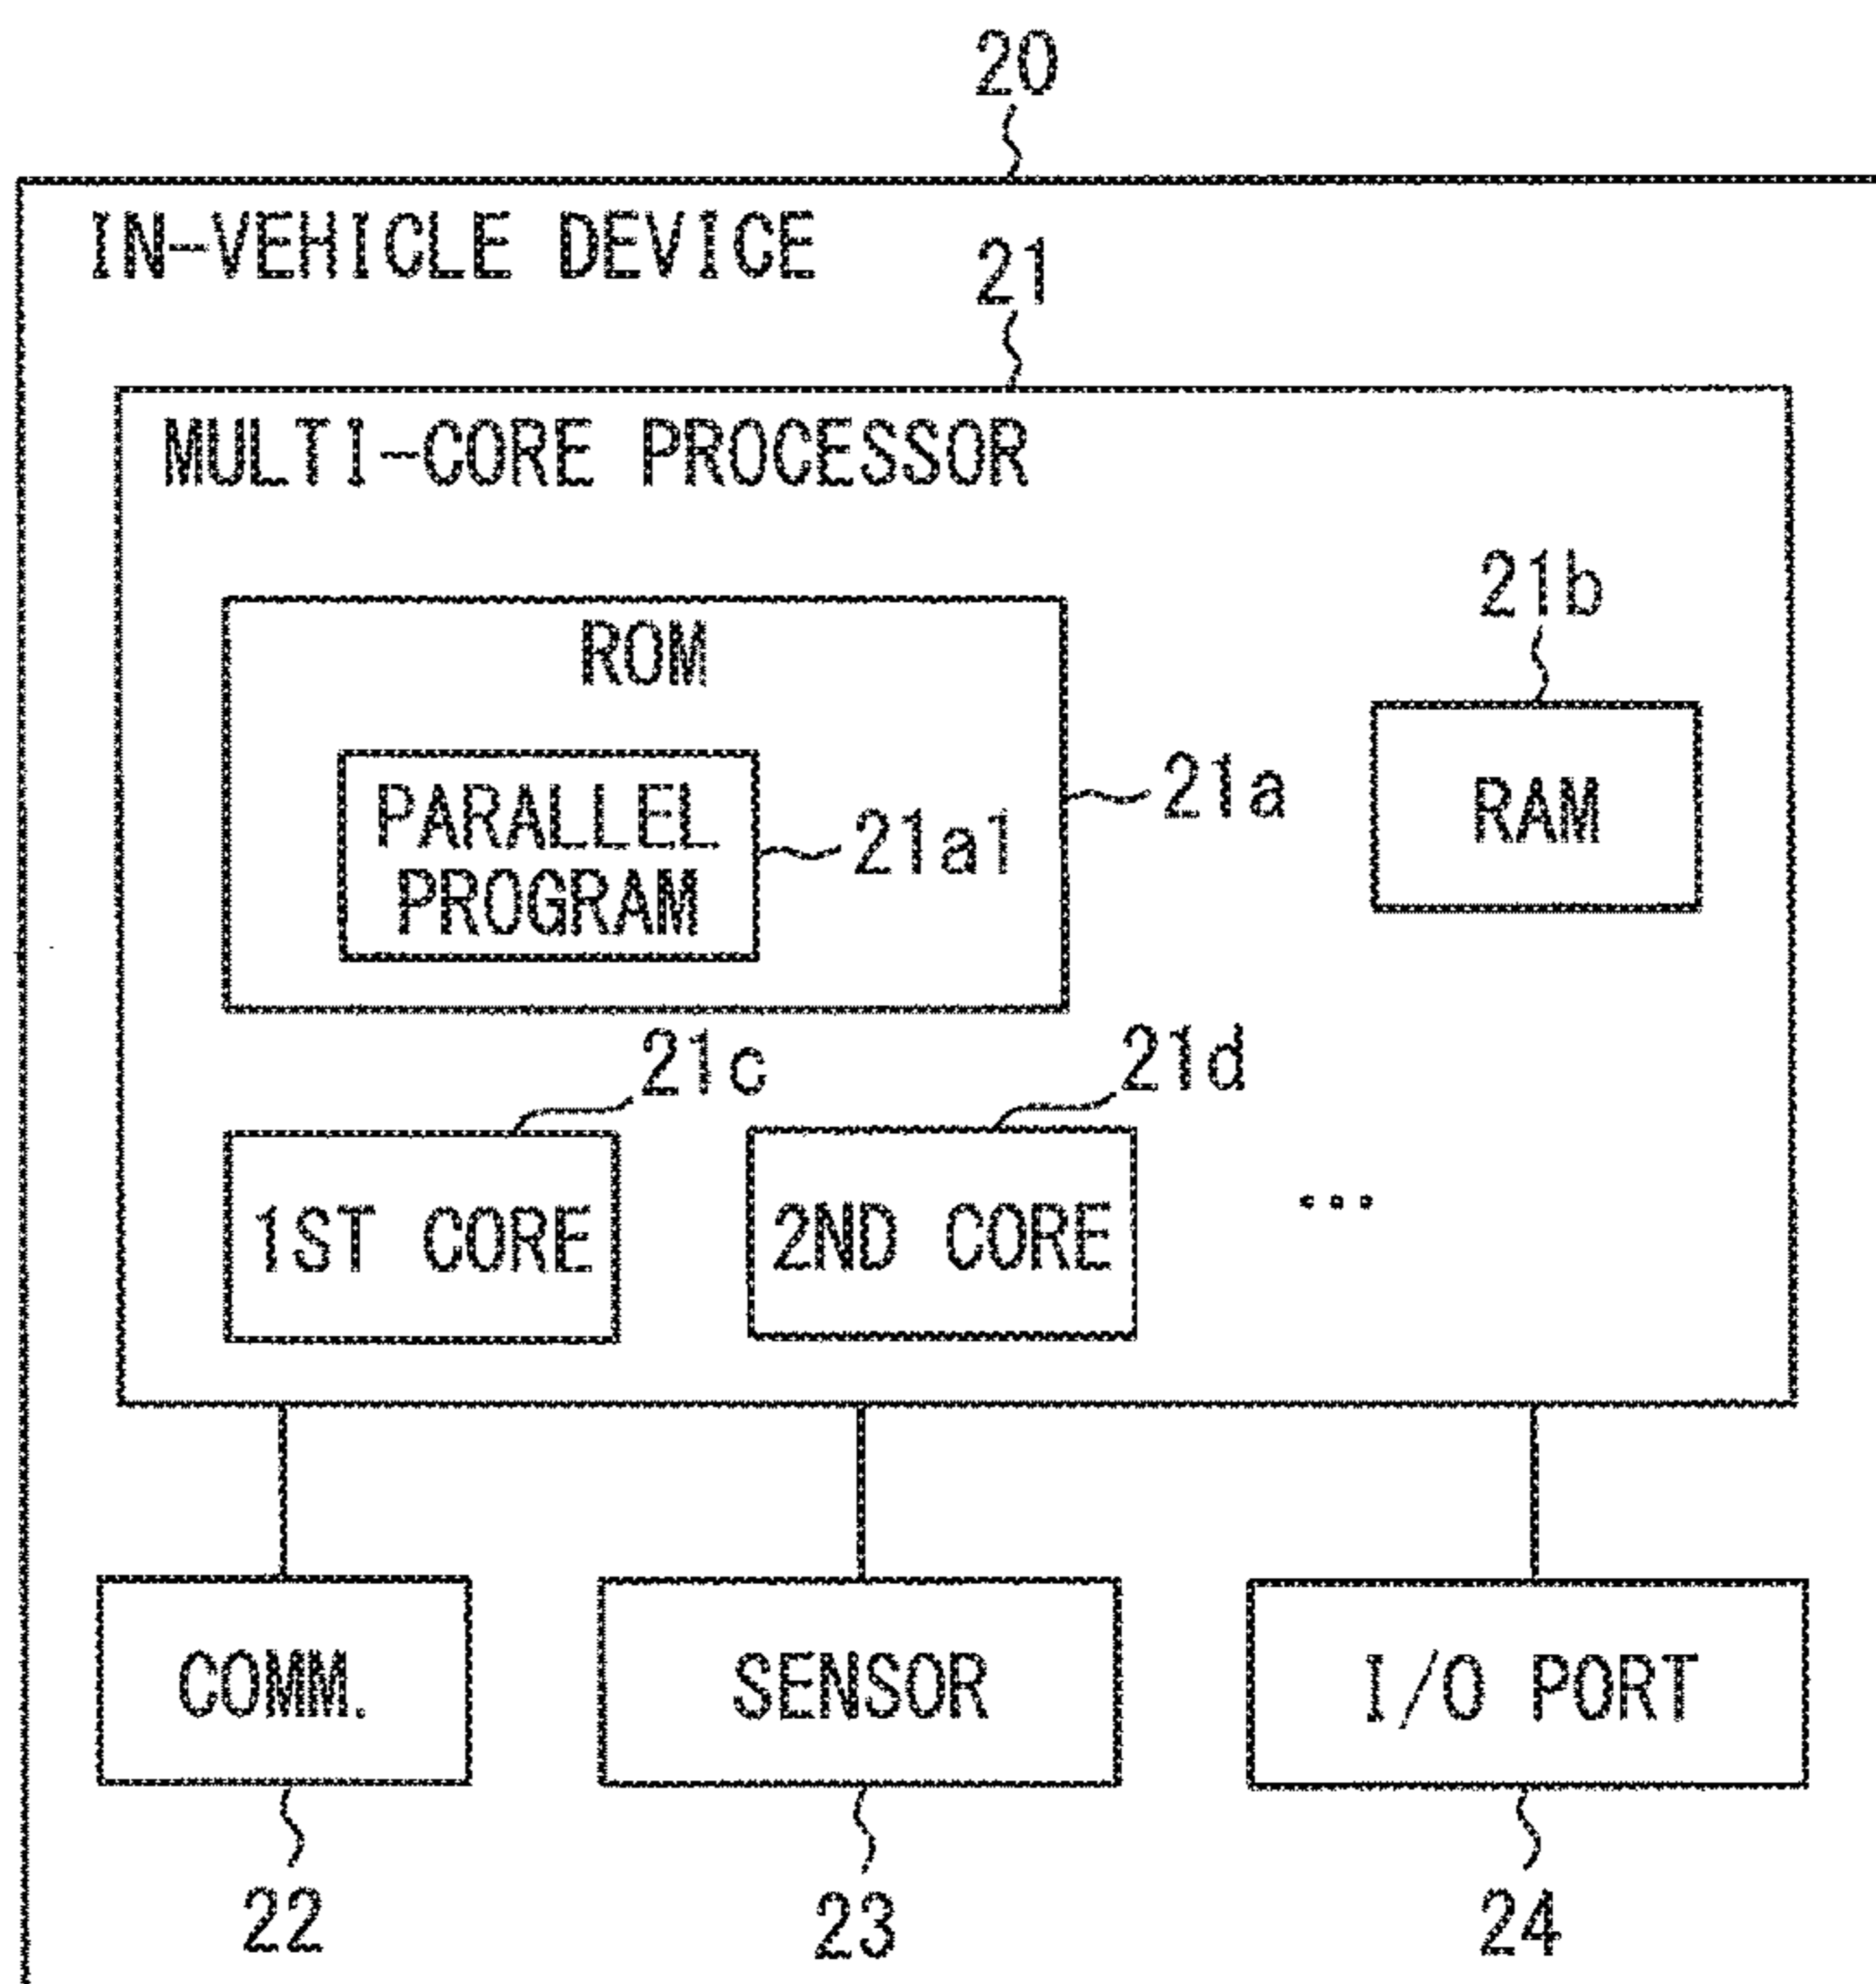 20
IN-VEHICLE DEVICE
21
MULTI-CORE PROCESSOR
21b
ROM
21a
RAM
PARALLEL
PROGRAM
21a1
21c
21d
1ST CORE
2ND CORE
...
COMM.
SENSOR
I/O PORT
22
23
24